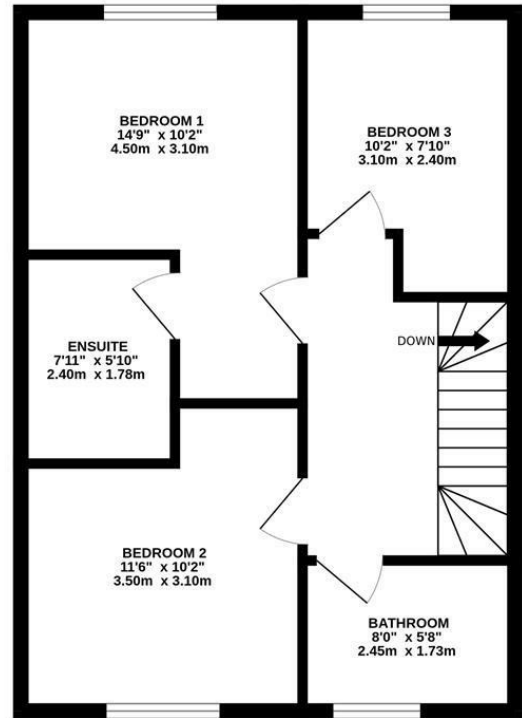 BEDROOM 1
14'9" x 10'2"
4.50m x 3.10m
BEDROOM 3
10'2" x 7'10"
3.10m x 2.40m
ENSUITE
7'11" x 5'10"
2.40m x 1.78m
DOWN
BEDROOM 2
11'6" x 10'2"
3.50m x 3.10m
BATHROOM
8'0" x 5'8"
2.45m x 1.73m